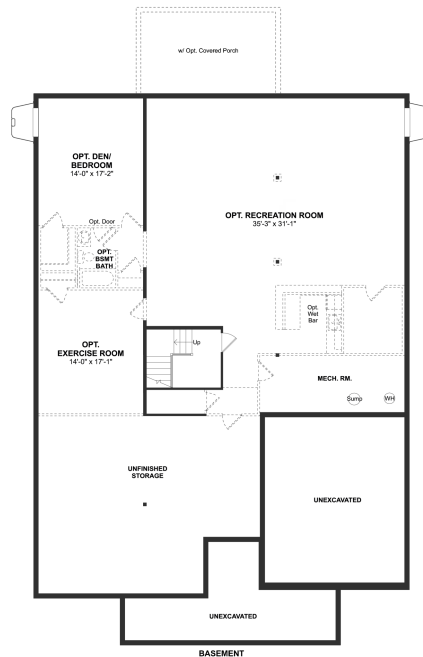 w/ Opt. Covered Porch
OPT. DEN/
BEDROOM
14'-0" x 17'-2"
Opt. Door
OPT. RECREATION ROOM
35'-3" x 31'-1"
OPT.
BSMT
BATH
Opt.
Wet
Bar
OPT.
EXERCISE ROOM
14'-0" x 17'-1"
Up
MECH. RM.
Sump
WH
UNFINISHED
STORAGE
UNEXCAVATED
UNEXCAVATED
BASEMENT